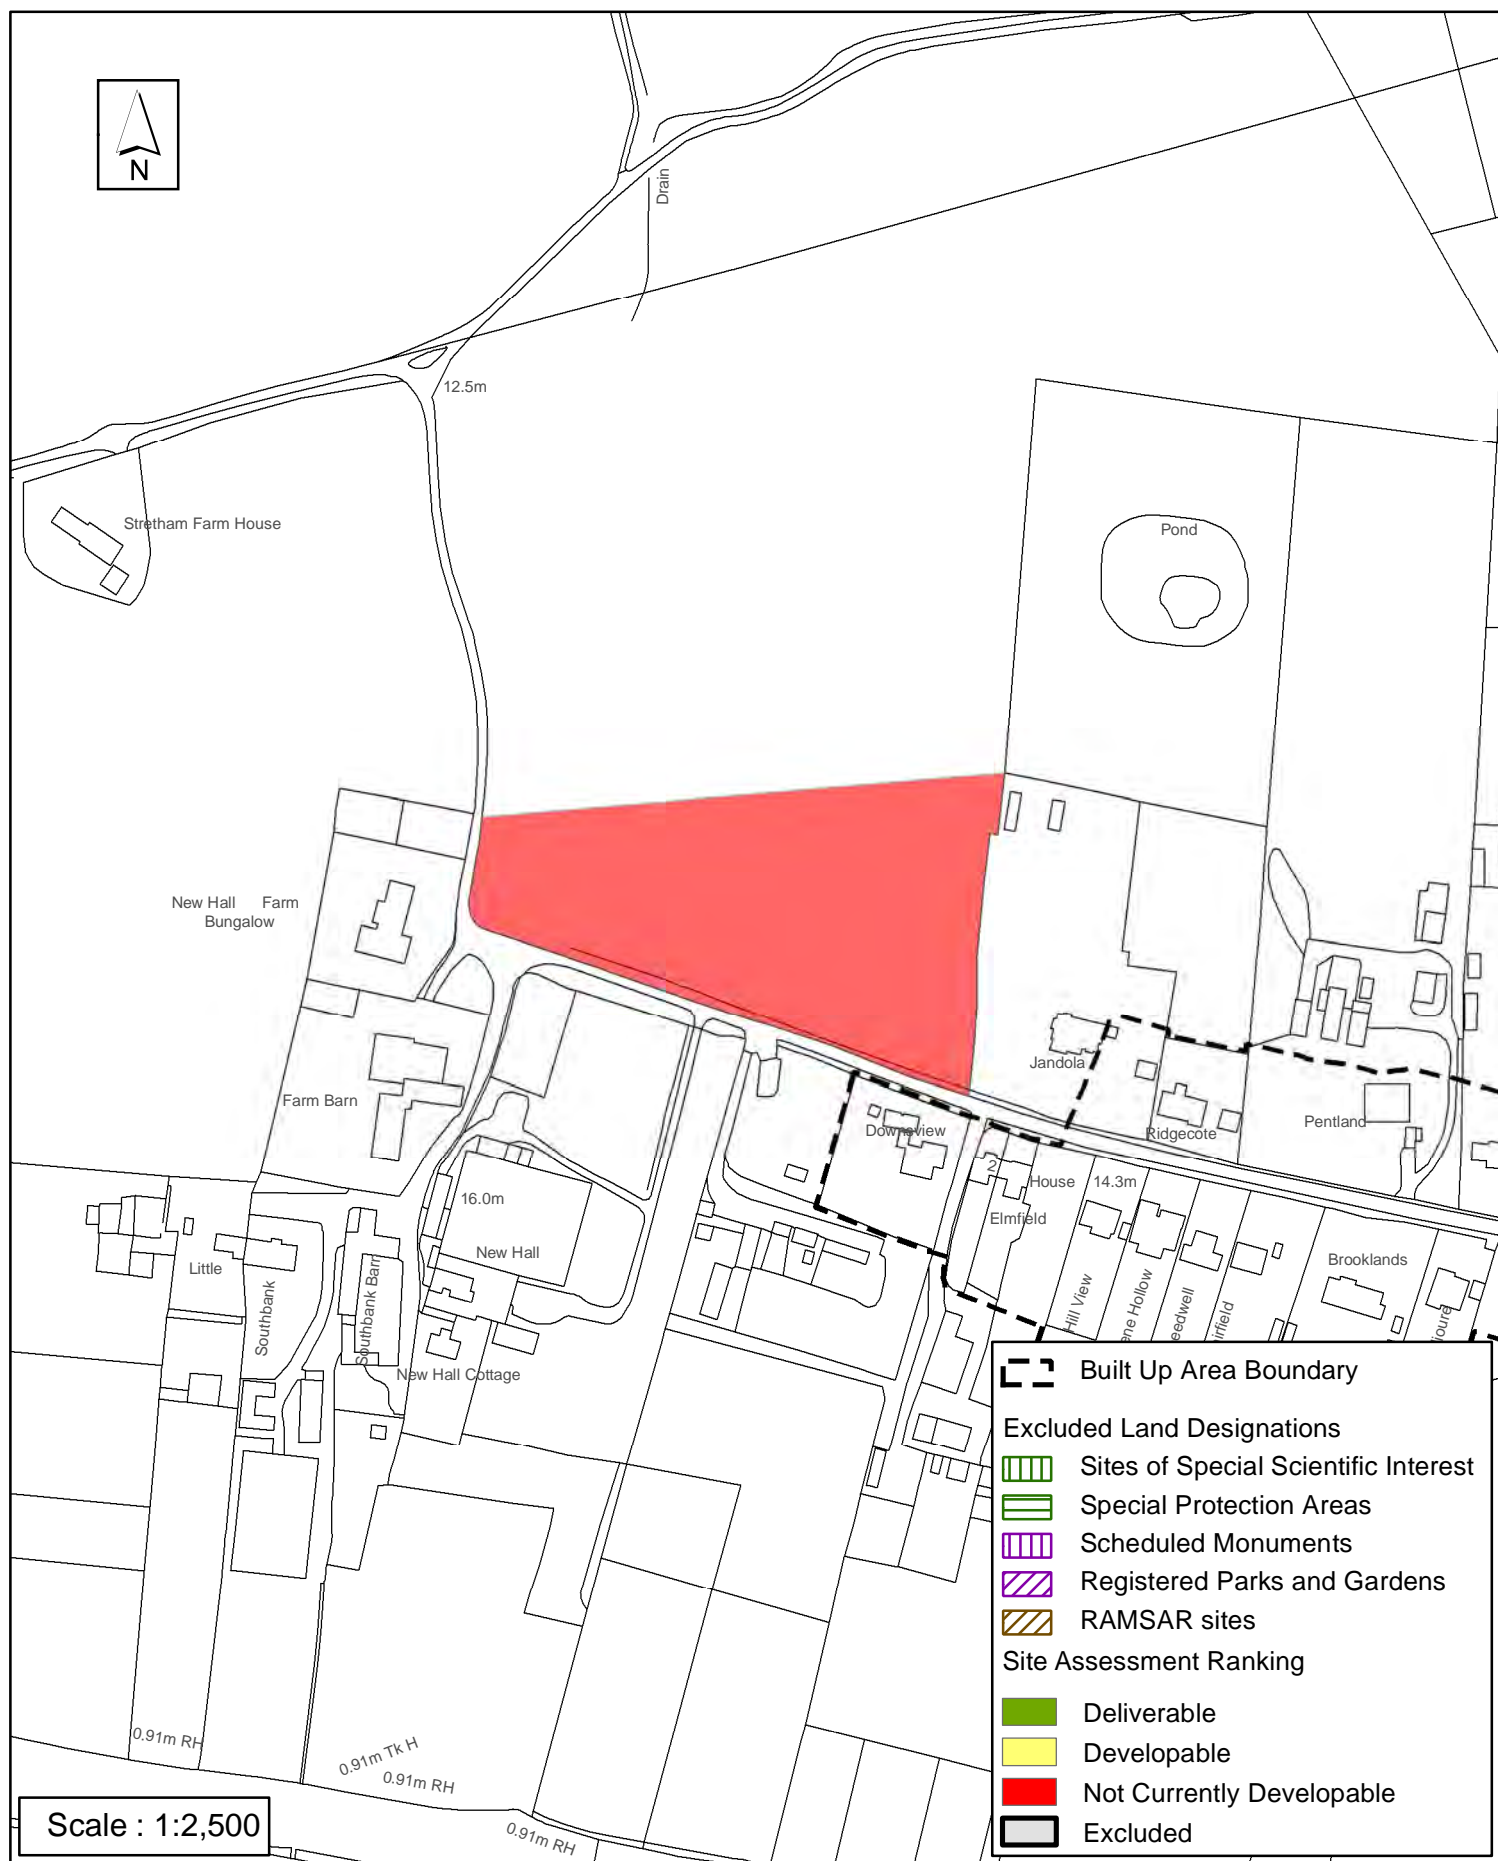 N
Drain
12.5m
Stretham Farm House
Pond
New Hall Farm
Bungalow
Jandola
Farm Barn
Downsview
Ridgecote
Pentland
2
House
14.3m
16.0m
Elmfield
New Hall
Little
Brooklands
Southbank
Southbank Barn
Hill View
ene Hollow
eedwell
irfield
New Hall Cottage
Built Up Area Boundary
Excluded Land Designations
Sites of Special Scientific Interest
Special Protection Areas
Scheduled Monuments
Registered Parks and Gardens
RAMSAR sites
Site Assessment Ranking
Deliverable
Developable
Not Currently Developable
Excluded
0.91m RH
0.91m Tk H
0.91m RH
0.91m RH
Scale : 1:2,500